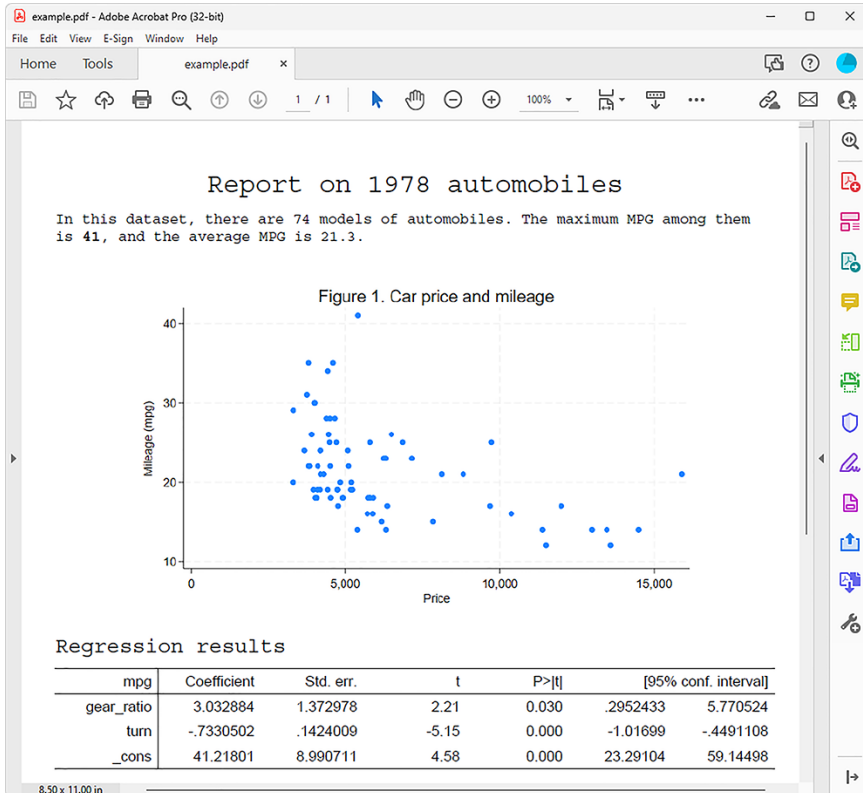 example.pdf - Adobe Acrobat Pro (32-bit)
File Edit View E-Sign Window Help
Home Tools example.pdf ×
1 / 1 100%
Report on 1978 automobiles
In this dataset, there are 74 models of automobiles. The maximum MPG among them
is 41, and the average MPG is 21.3.
Figure 1. Car price and mileage
40
30
20
10
Mileage (mpg)
0 5,000 10,000 15,000
Price
Regression results
mpg Coefficient Std. err. t P>|t| [95% conf. interval]
gear_ratio 3.032884 1.372978 2.21 0.030 .2952433 5.770524
turn -.7330502 .1424009 -5.15 0.000 -1.01699 -.4491108
_cons 41.21801 8.990711 4.58 0.000 23.29104 59.14498
8.50 x 11.00 in